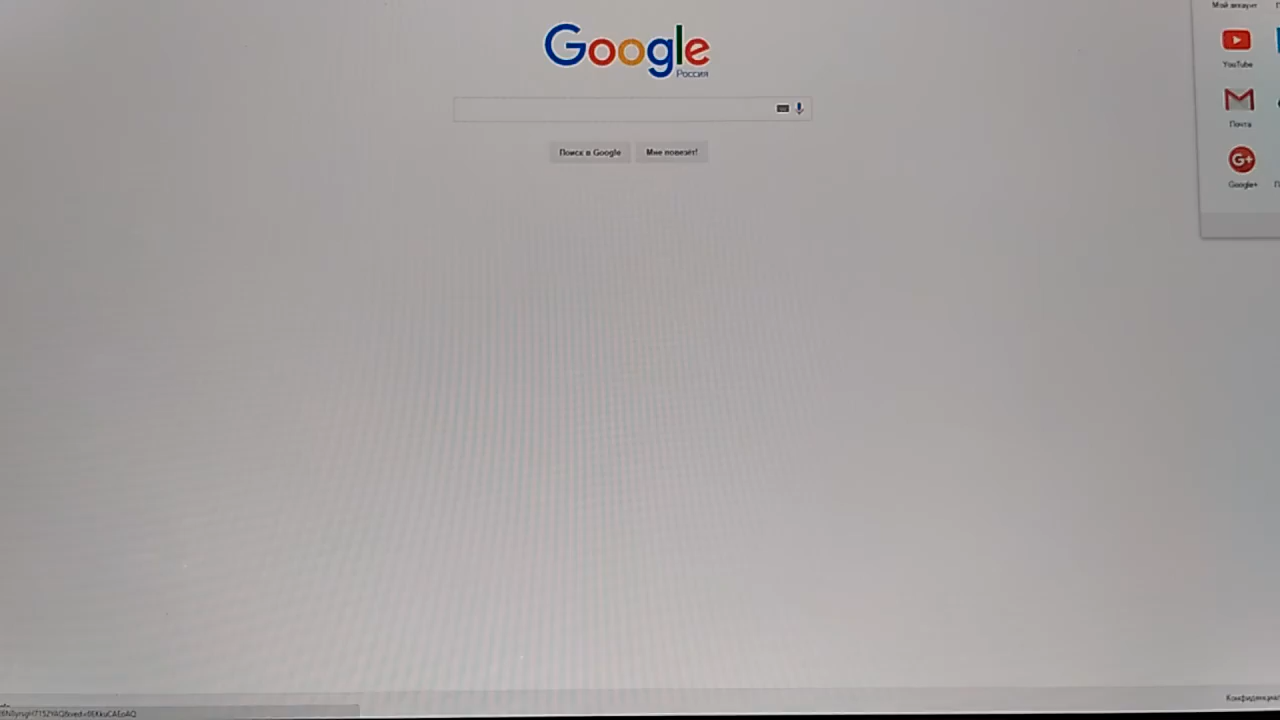 Мой аккаунт
Google
Россия
YouTube
Почта
Поиск в Google
Мне повезёт!
G+
Google+